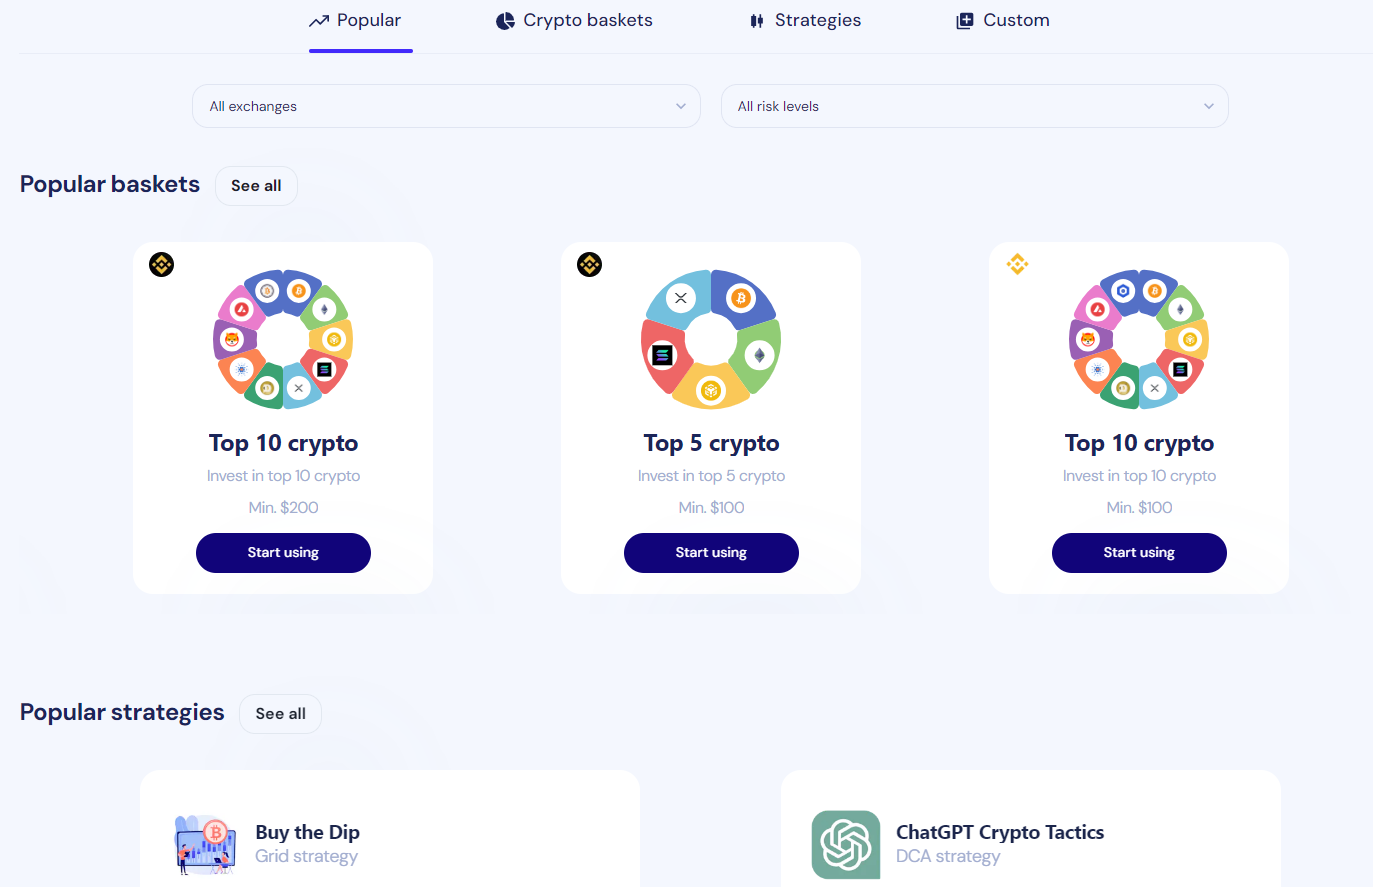 Popular
Crypto baskets
Strategies
Custom
All exchanges
All risk levels
Popular baskets
See all
Top 10 crypto
Invest in top 10 crypto
Min. $200
Start using
Top 5 crypto
Invest in top 5 crypto
Min. $100
Start using
Top 10 crypto
Invest in top 10 crypto
Min. $100
Start using
Popular strategies
See all
Buy the Dip
Grid strategy
ChatGPT Crypto Tactics
DCA strategy